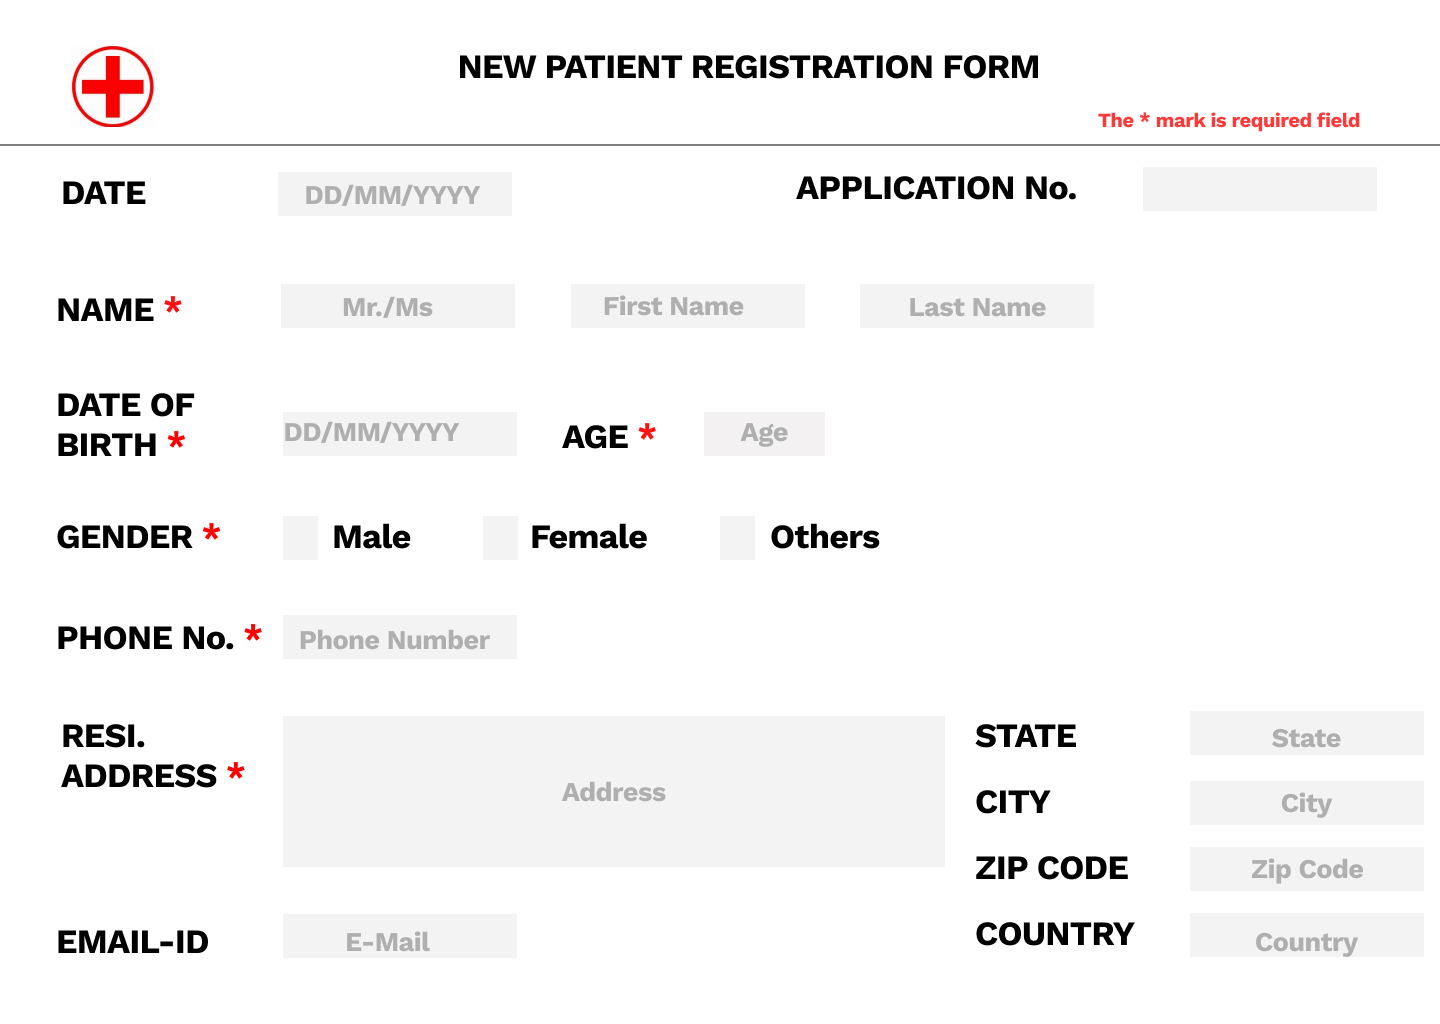 NEW PATIENT REGISTRATION FORM
The * mark is required field
DATE DD/MM/YYYY APPLICATION No.
NAME * Mr./Ms First Name Last Name
DATE OF
BIRTH * DD/MM/YYYY AGE * Age
GENDER * Male Female Others
PHONE No. * Phone Number
RESI.
ADDRESS * Address
STATE State
CITY City
ZIP CODE Zip Code
EMAIL-ID E-Mail
COUNTRY Country